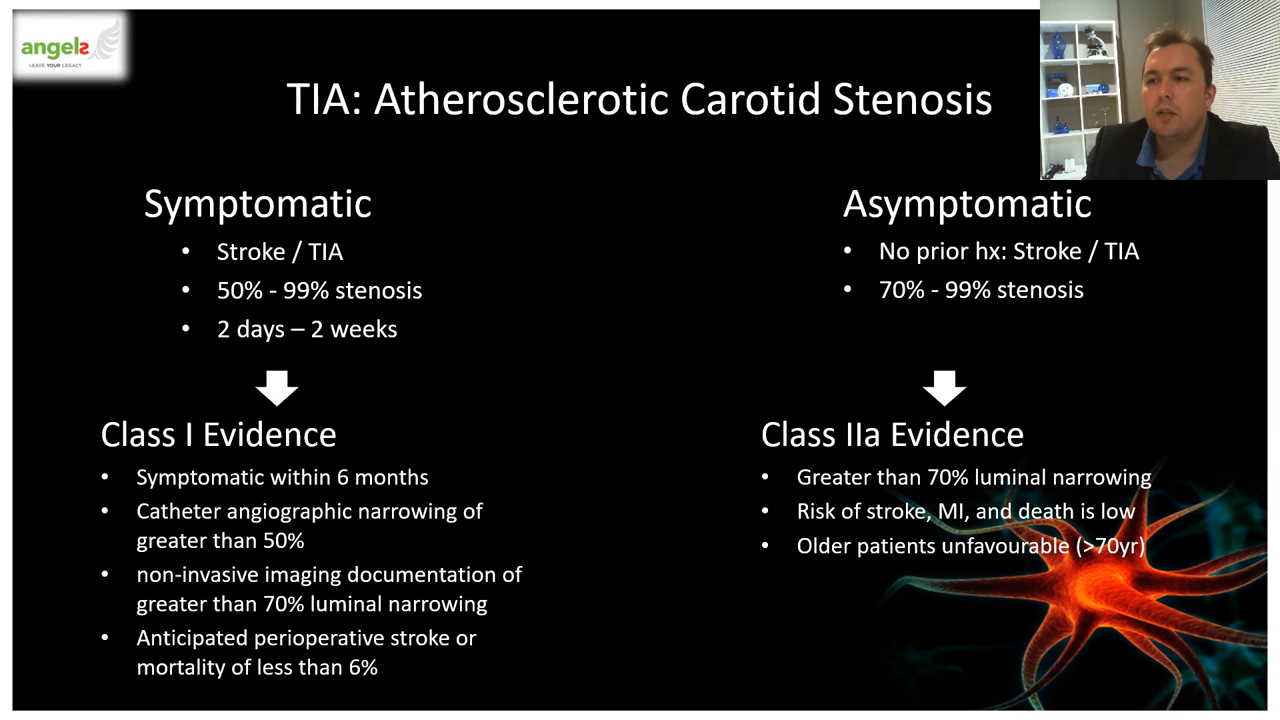 angels
LEAVE YOUR LEGACY
TIA: Atherosclerotic Carotid Stenosis
Symptomatic
• Stroke / TIA
• 50% - 99% stenosis
• 2 days – 2 weeks
Class I Evidence
• Symptomatic within 6 months
• Catheter angiographic narrowing of
greater than 50%
• non-invasive imaging documentation of
greater than 70% luminal narrowing
• Anticipated perioperative stroke or
mortality of less than 6%
Asymptomatic
• No prior hx: Stroke / TIA
• 70% - 99% stenosis
Class IIa Evidence
• Greater than 70% luminal narrowing
• Risk of stroke, MI, and death is low
• Older patients unfavourable (>70yr)